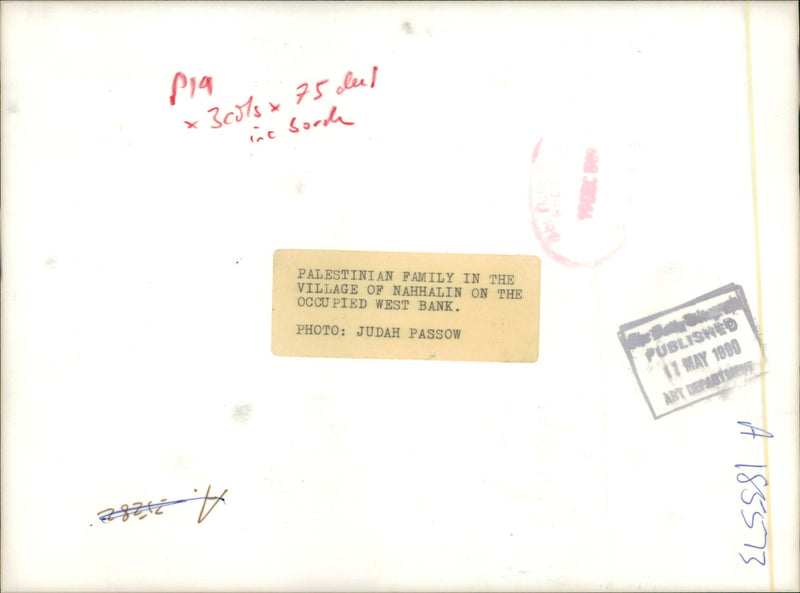 P19
x 3cols x 75 deep
inc border
PALESTINIAN FAMILY IN THE
VILLAGE OF NAHHALIN ON THE
OCCUPIED WEST BANK.
PHOTO: JUDAH PASSOW
PUBLISHED
11 MAY 1990
ART DEPARTMENT
A 185573